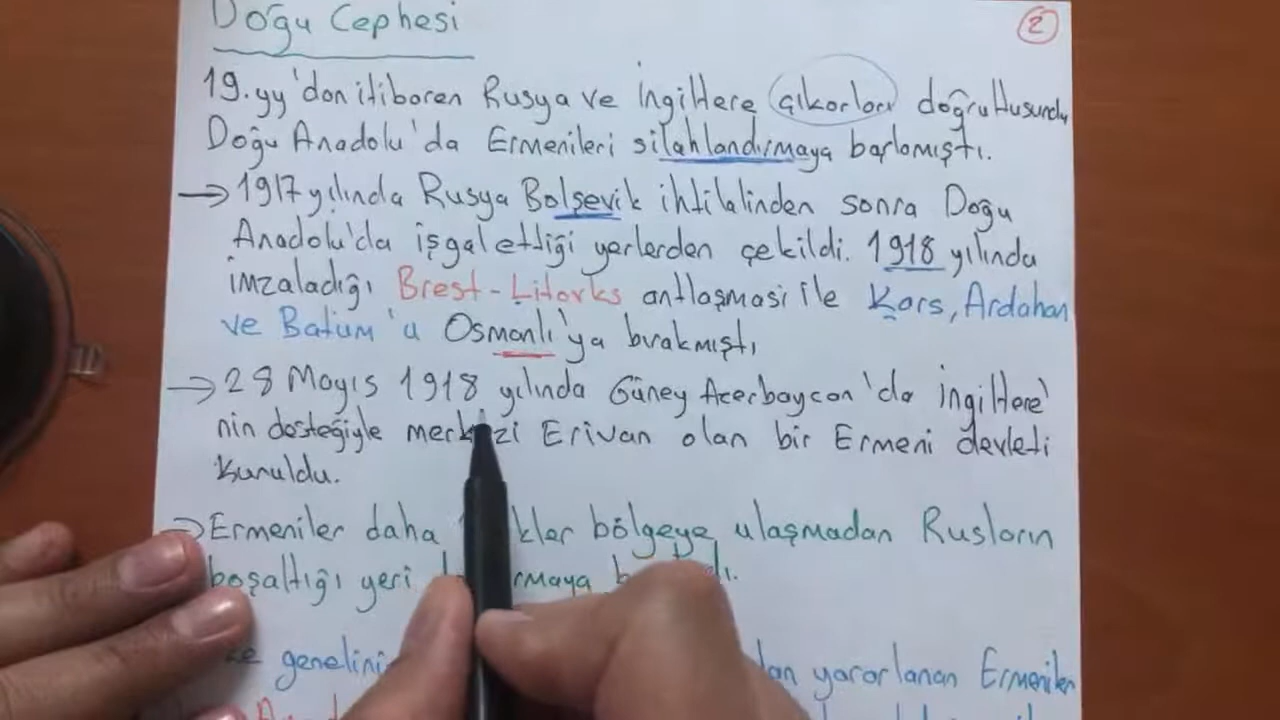 Doğu Cephesi
2
19.yy'dan itibaren Rusya ve İngiltere çıkarları doğrultusunda
Doğu Anadolu'da Ermenileri silahlandırmaya başlamıştı.
→ 1917 yılında Rusya Bolşevik ihtilalinden sonra Doğu
Anadolu'da işgal ettiği yerlerden çekildi. 1918 yılında
imzaladığı Brest-Litorks antlaşması ile Kars, Ardahan
ve Batum'u Osmanlı'ya bırakmıştı
→ 28 Mayıs 1918 yılında Güney Azerbaycan'da İngiltere'
nin desteğiyle merkezi Erivan olan bir Ermeni devleti
kuruldu.
→ Ermeniler daha bölgeye ulaşmadan Rusların
boşalttığı yeri
genelini yararlanan Ermeniler